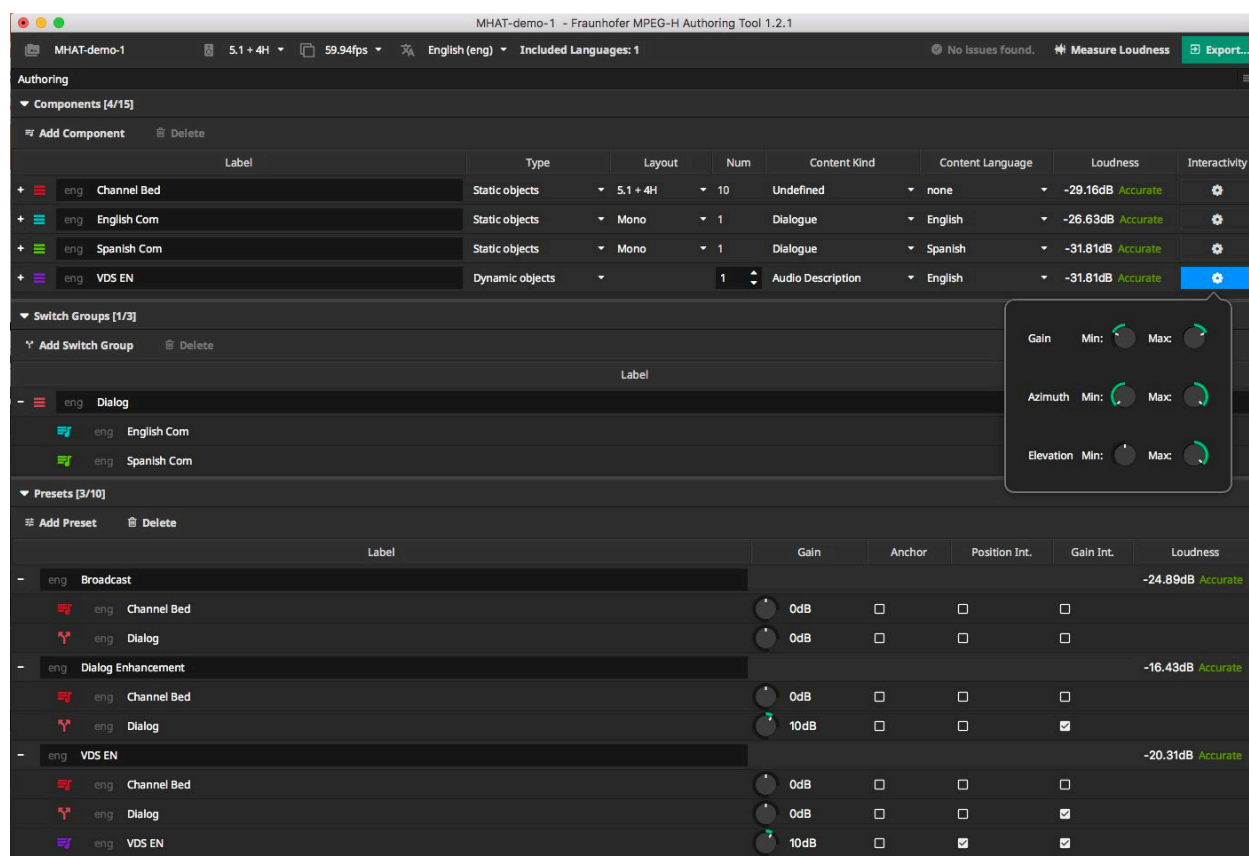 MHAT-demo-1 - Fraunhofer MPEG-H Authoring Tool 1.2.1
MHAT-demo-1 5.1 + 4H 59.94fps English (eng) Included Languages: 1 No issues found. Measure Loudness Export...
Authoring
Components [4/15]
Add Component Delete
Label Type Layout Num Content Kind Content Language Loudness Interactivity
+ eng Channel Bed Static objects 5.1 + 4H 10 Undefined none -29.16dB Accurate
+ eng English Com Static objects Mono 1 Dialogue English -26.63dB Accurate
+ eng Spanish Com Static objects Mono 1 Dialogue Spanish -31.81dB Accurate
+ eng VDS EN Dynamic objects 1 Audio Description English -31.81dB Accurate
Switch Groups [1/3]
Gain Min: Max:
Add Switch Group Delete
Label
Azimuth Min: Max:
- eng Dialog
eng English Com
Elevation Min: Max:
eng Spanish Com
Presets [3/10]
Add Preset Delete
Label Gain Anchor Position Int. Gain Int. Loudness
- eng Broadcast -24.89dB Accurate
eng Channel Bed 0dB
eng Dialog 0dB
- eng Dialog Enhancement -16.43dB Accurate
eng Channel Bed 0dB
eng Dialog 10dB
- eng VDS EN -20.31dB Accurate
eng Channel Bed 0dB
eng Dialog 0dB
eng VDS EN 10dB